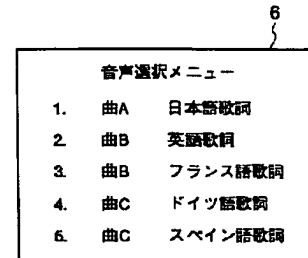 6
音声選択メニュー
1. 曲A 日本語歌詞
2. 曲B 英語歌詞
3. 曲B フランス語歌詞
4. 曲C ドイツ語歌詞
5. 曲C スペイン語歌詞